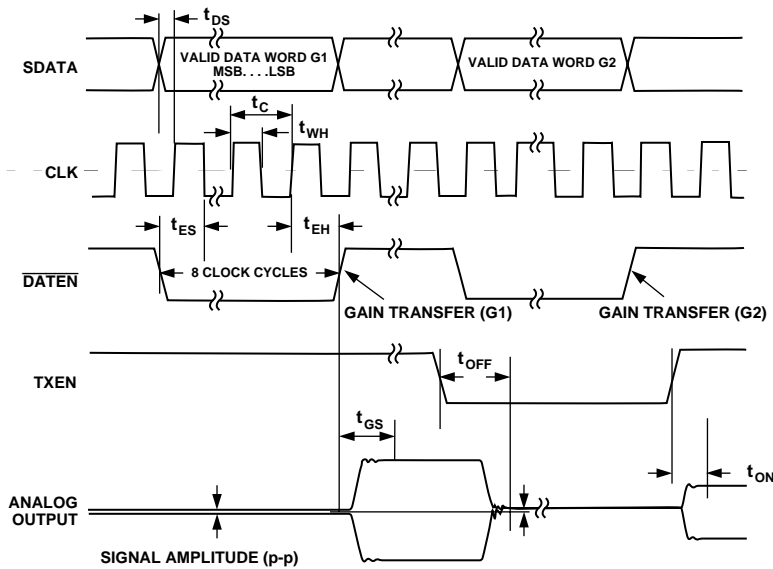 tDS
SDATA
VALID DATA WORD G1
MSB. . . .LSB
VALID DATA WORD G2
tC
tWH
CLK
tES
tEH
DATEN
8 CLOCK CYCLES
GAIN TRANSFER (G1)
GAIN TRANSFER (G2)
TXEN
tOFF
tGS
tON
ANALOG
OUTPUT
SIGNAL AMPLITUDE (p-p)